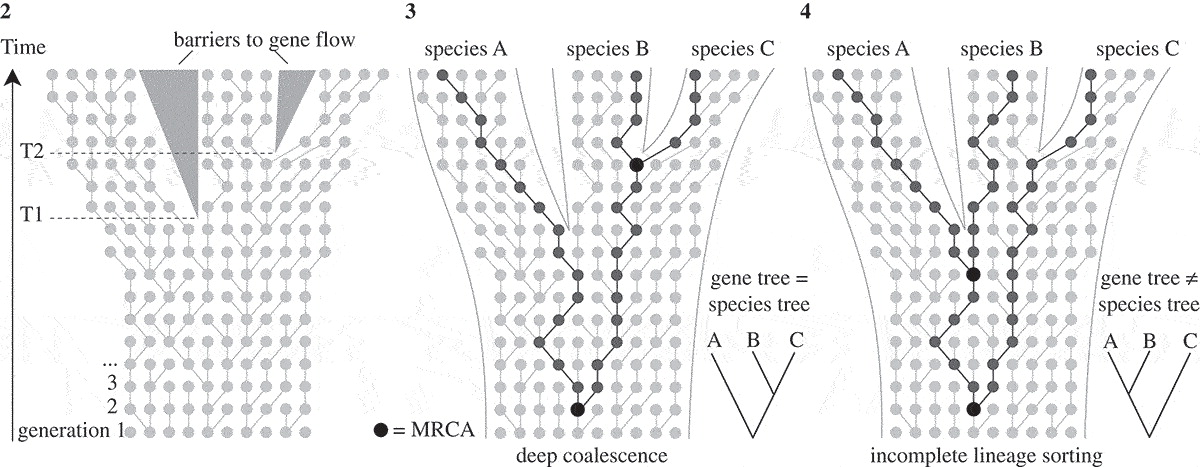 2
Time
barriers to gene flow
T2
T1
...
3
2
generation 1
= MRCA
3
species A
species B
species C
gene tree =
species tree
A B C
deep coalescence
4
species A
species B
species C
gene tree ≠
species tree
A B C
incomplete lineage sorting